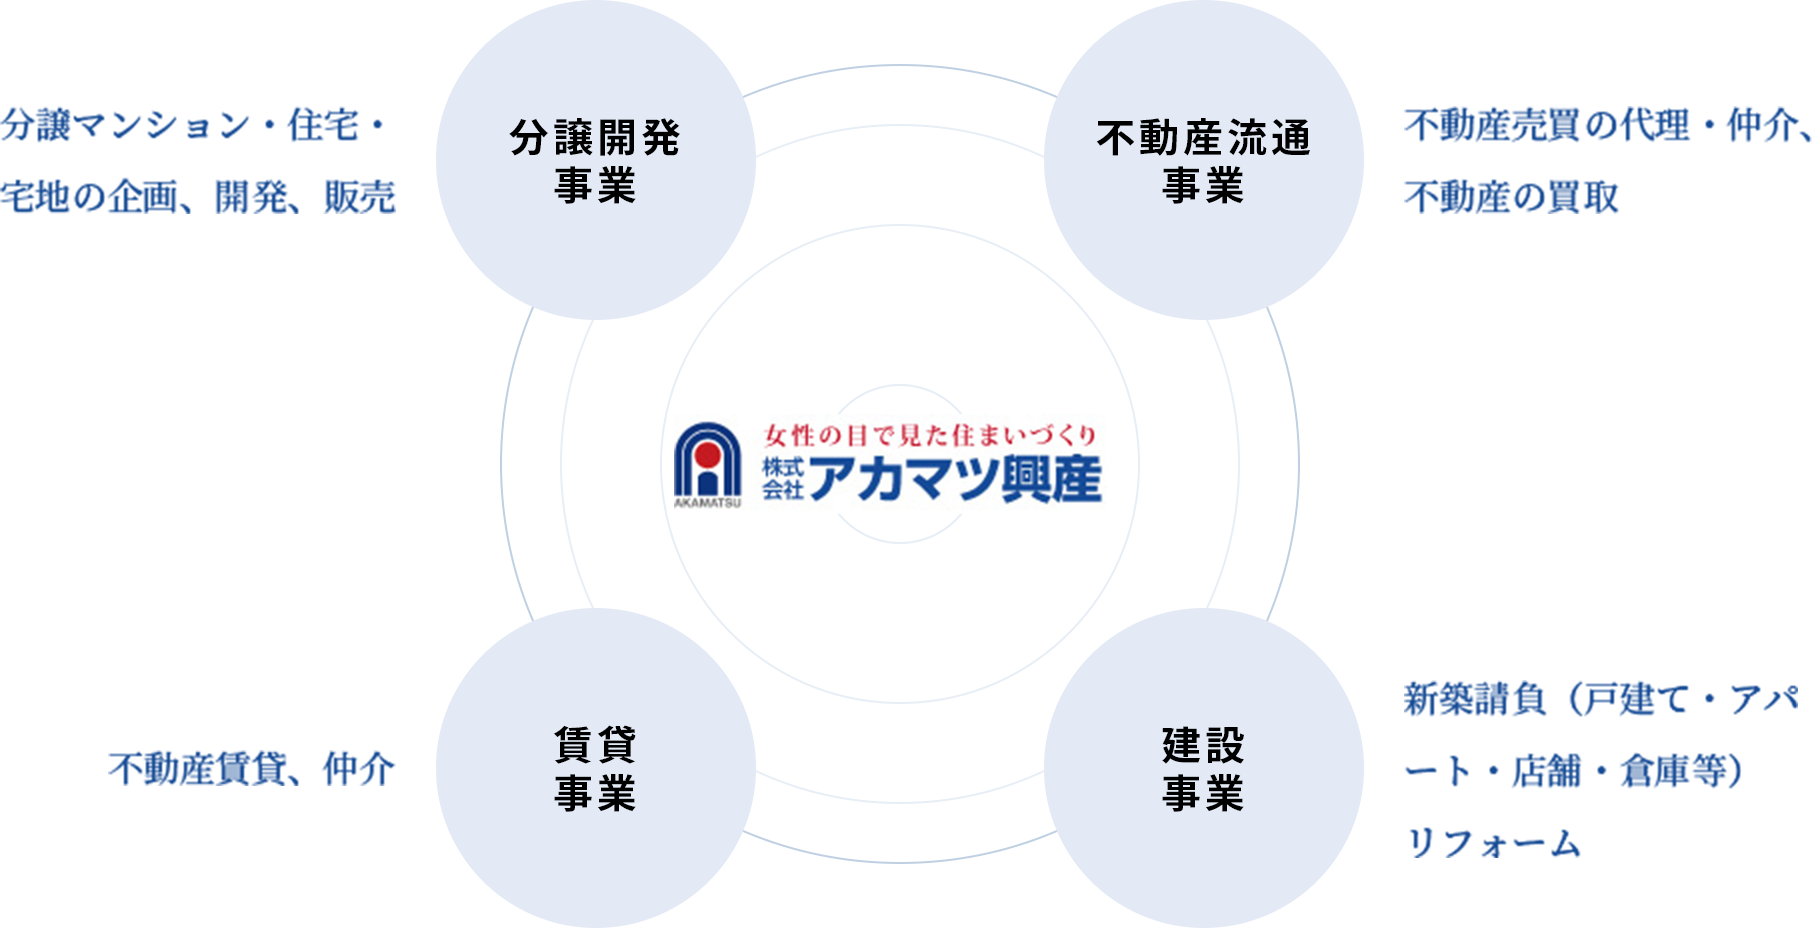 分譲マンション・住宅・
宅地の企画、開発、販売
分譲開発
事業
不動産流通
事業
不動産売買の代理・仲介、
不動産の買取
女性の目で見た住まいづくり
株式
会社
アカマツ興産
AKAMATSU
不動産賃貸、仲介
賃貸
事業
建設
事業
新築請負（戸建て・アパ
ート・店舗・倉庫等）
リフォーム